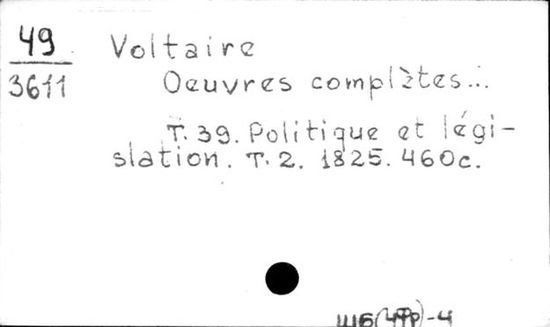 49
3611
Voltaire
Oeuvres complètes...
T. 39. Politique et légi-
slation. T. 2. 1825. 460c.